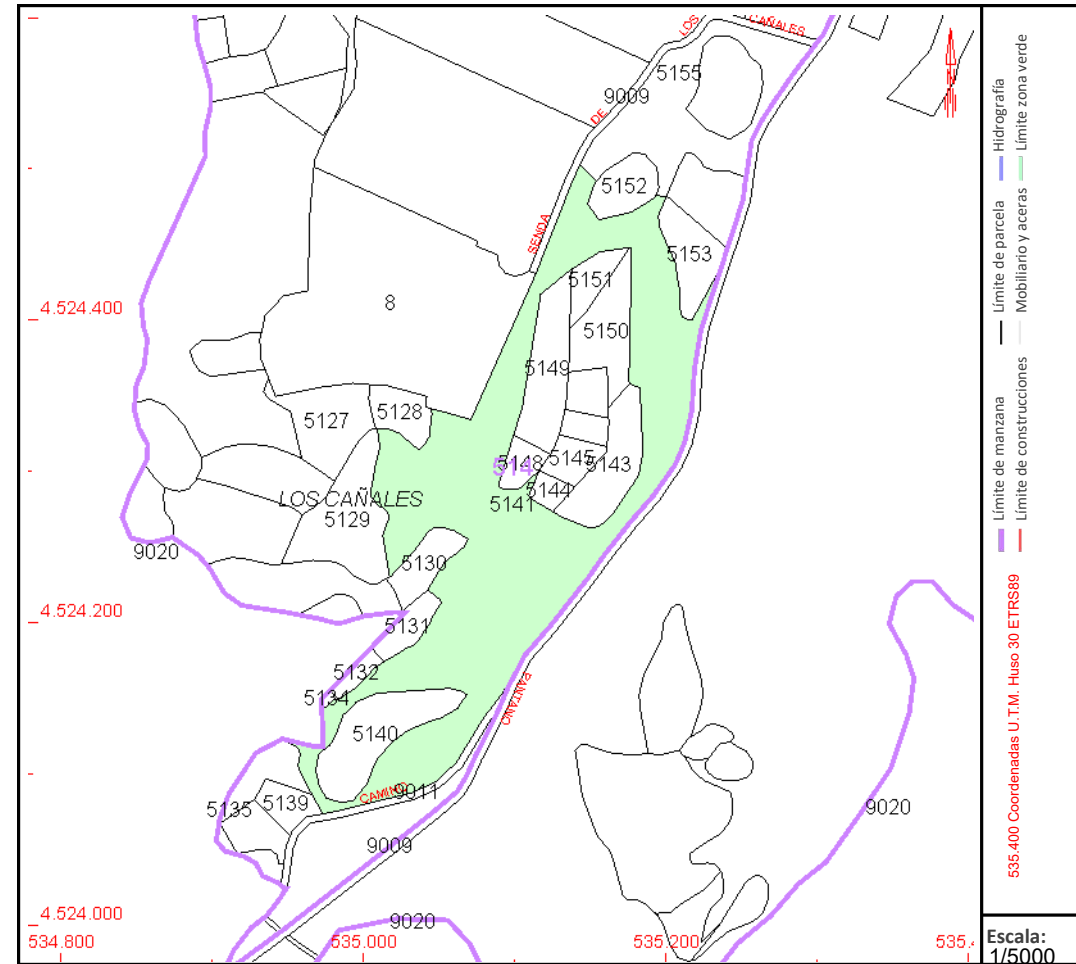 LOS
CAÑALES
5155
9009
DE
5152
SENDA
5153
5151
8
4.524.400
5150
5149
5128
5127
5148
514
5145
5143
5144
LOS CAÑALES
5141
5129
9020
5130
4.524.200
5131
5132
5134
PANTANO
5140
CAMINO
9011
5139
5135
9020
9009
4.524.000
9020
534.800
535.000
535.200
535.4
Hidrografía
Límite zona verde
Límite de parcela
Mobiliario y aceras
Límite de manzana
Límite de construcciones
535.400 Coordenadas U.T.M. Huso 30 ETRS89
Escala:
1/5000